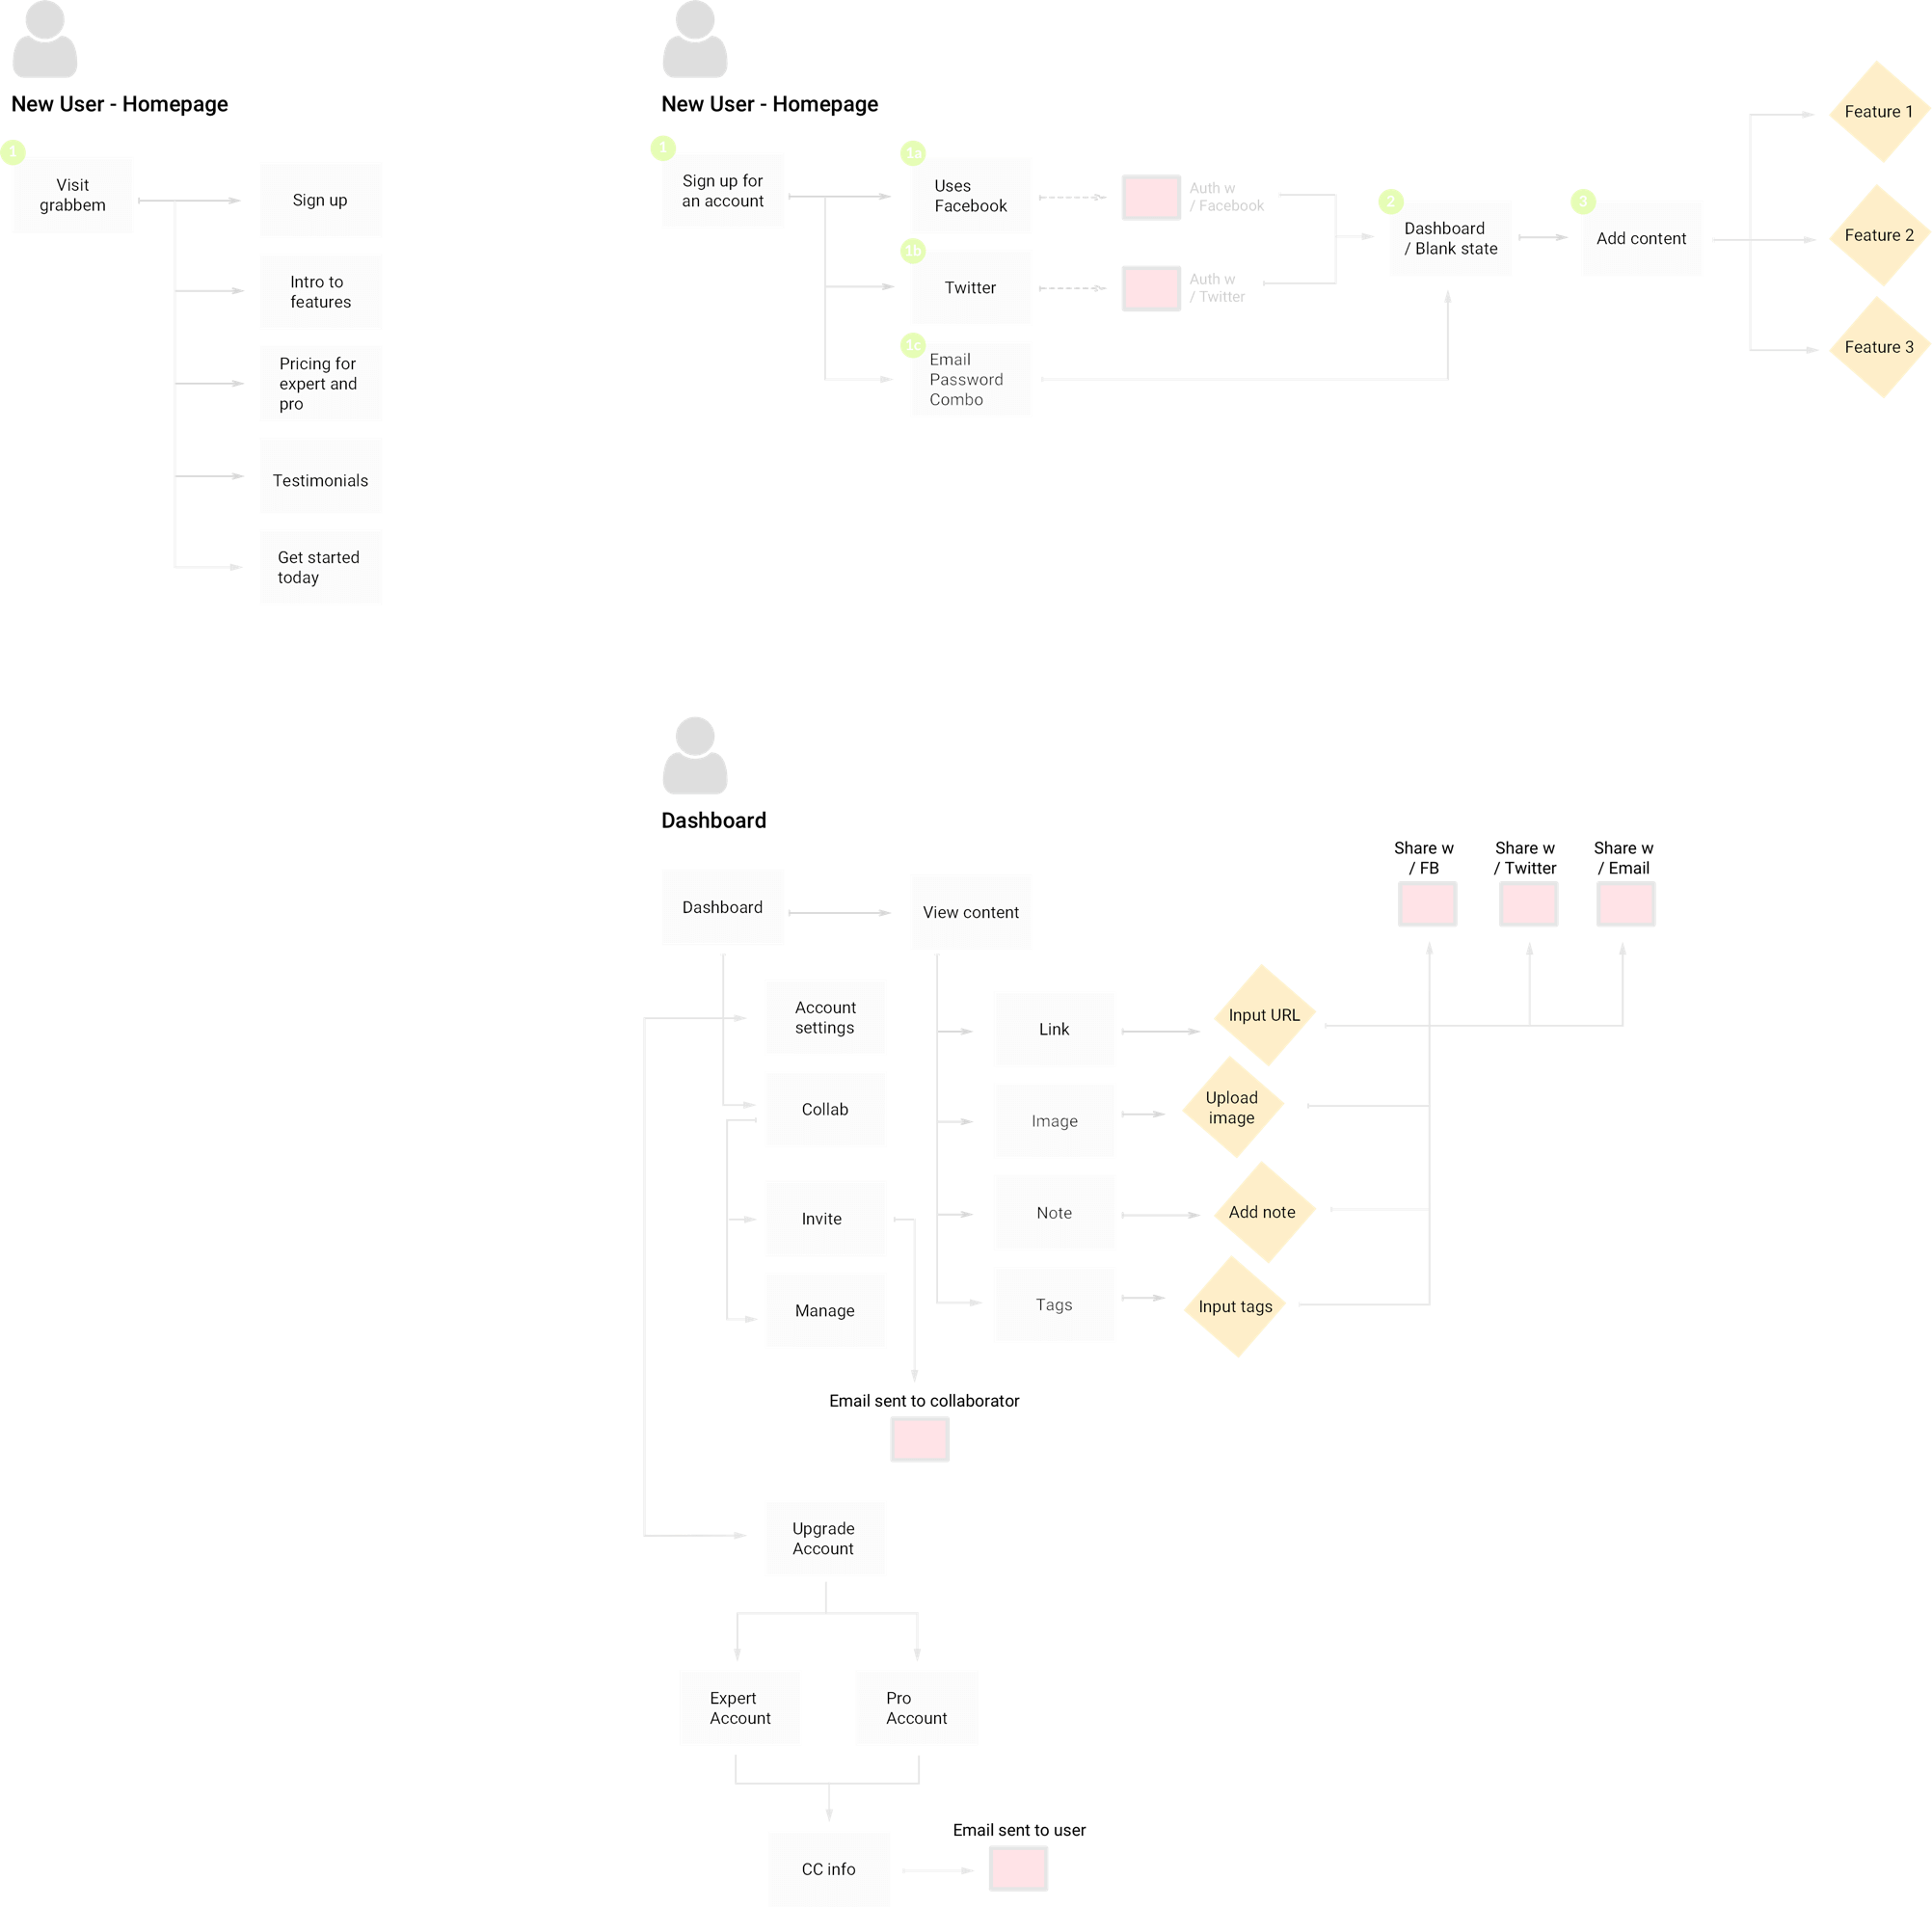 New User - Homepage
1
Visit
grabbem
Sign up
Intro to
features
Pricing for
expert and
pro
Testimonials
Get started
today
New User - Homepage
1
Sign up for
an account
1a
Uses
Facebook
Auth w
/ Facebook
1b
Twitter
Auth w
/ Twitter
1c
Email
Password
Combo
2
Dashboard
/ Blank state
3
Add content
Feature 1
Feature 2
Feature 3
Dashboard
Dashboard
View content
Account
settings
Collab
Invite
Manage
Link
Image
Note
Tags
Input URL
Upload
image
Add note
Input tags
Share w
/ FB
Share w
/ Twitter
Share w
/ Email
Email sent to collaborator
Upgrade
Account
Expert
Account
Pro
Account
CC info
Email sent to user